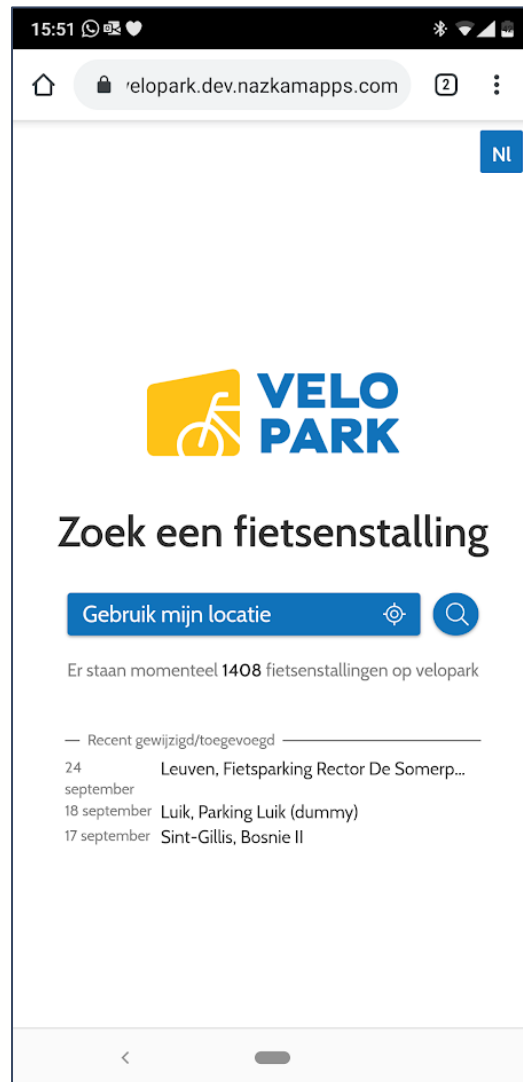 15:51
velopark.dev.nazkamapps.com
2
Nl
VELO
PARK
Zoek een fietsenstalling
Gebruik mijn locatie
Er staan momenteel 1408 fietsenstallingen op velopark
Recent gewijzigd/toegevoegd
24 september Leuven, Fietsparking Rector De Somerp...
18 september Luik, Parking Luik (dummy)
17 september Sint-Gillis, Bosnie II